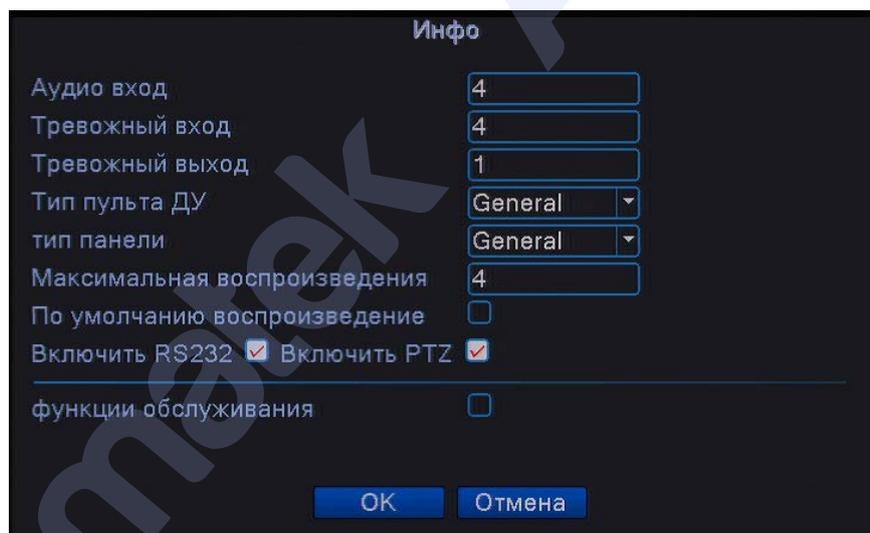 Инфо
Аудио вход 4
Тревожный вход 4
Тревожный выход 1
Тип пульта ДУ General
тип панели General
Максимальная воспроизведения 4
По умолчанию воспроизведение
Включить RS232 Включить PTZ
функции обслуживания
OK Отмена
matek